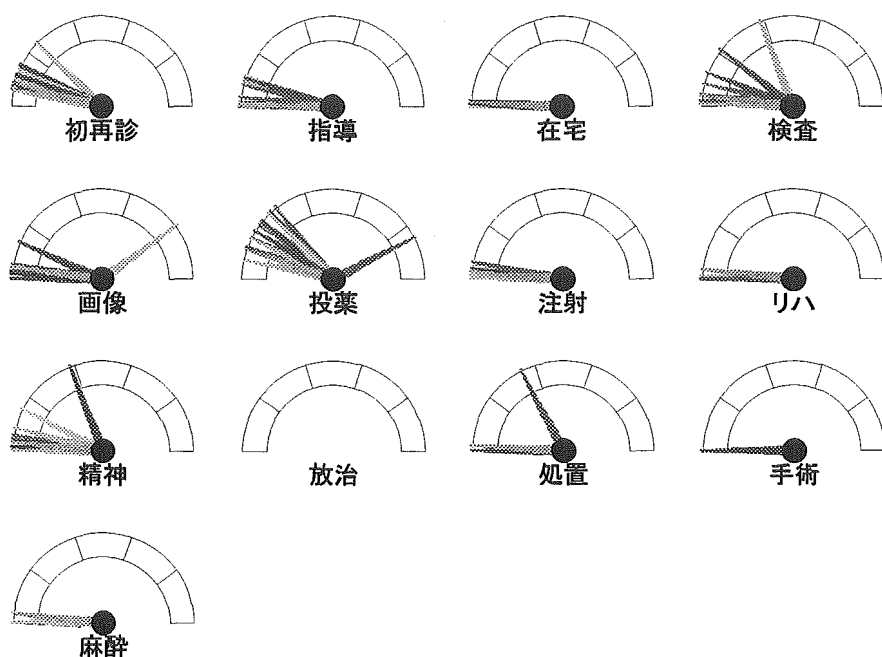 初再診
指導
在宅
検査
画像
投薬
注射
リハ
精神
放治
処置
手術
麻酔